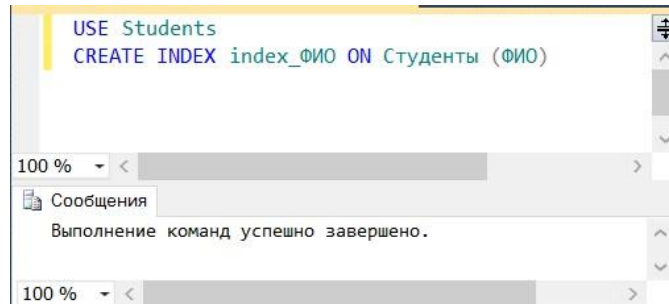 USE Students
CREATE INDEX index_ФИО ON Студенты (ФИО)
100 %
Сообщения
Выполнение команд успешно завершено.
100 %